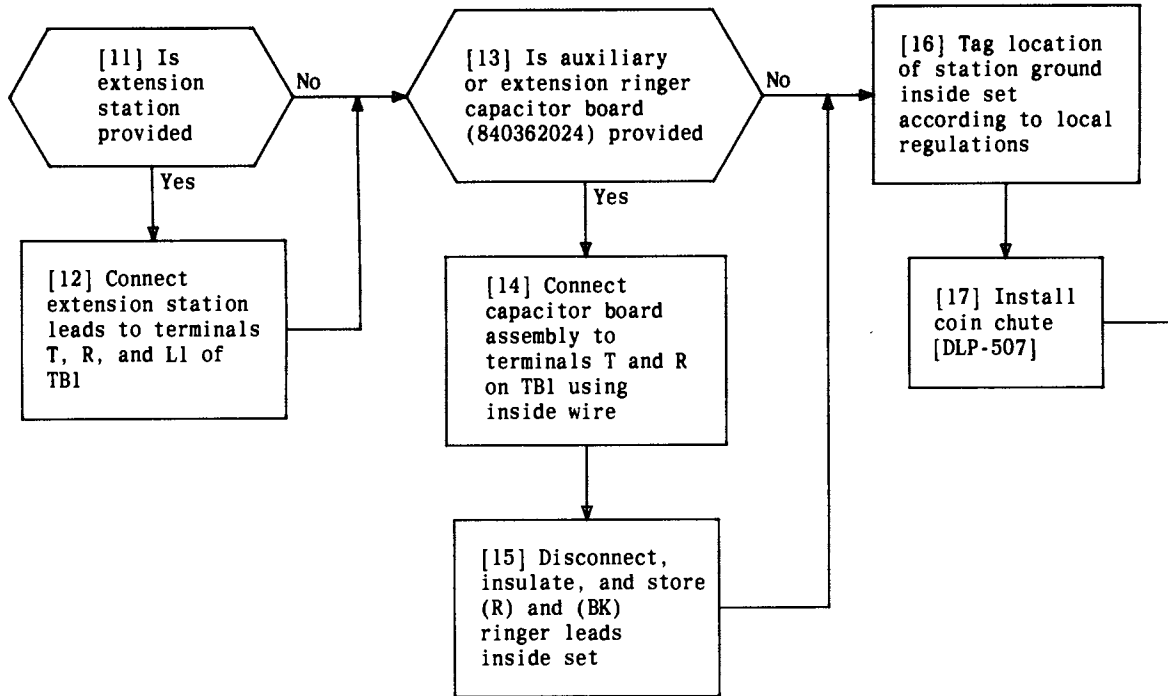 [11] Is
extension
station
provided
No
Yes
[12] Connect
extension station
leads to terminals
T, R, and L1 of
TB1
[13] Is auxiliary
or extension ringer
capacitor board
(840362024) provided
No
Yes
[14] Connect
capacitor board
assembly to
terminals T and R
on TB1 using
inside wire
[15] Disconnect,
insulate, and store
(R) and (BK)
ringer leads
inside set
[16] Tag location
of station ground
inside set
according to local
regulations
[17] Install
coin chute
[DLP-507]